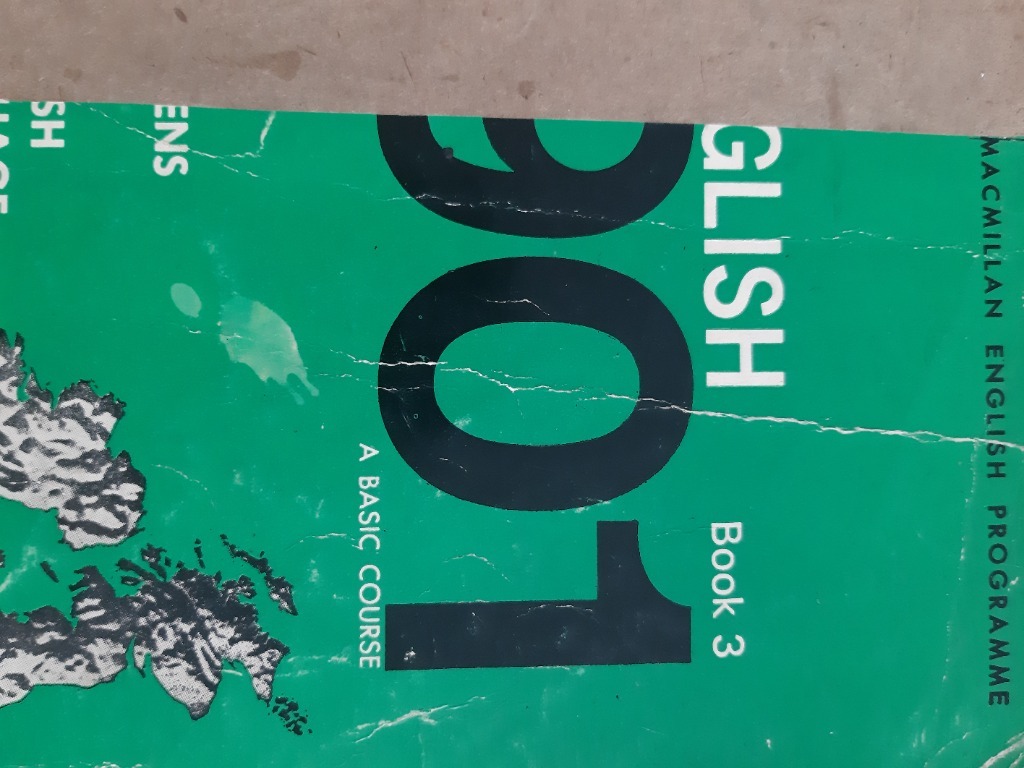 MACMILLAN ENGLISH PROGRAMME
GLISH
Book 3
901
A BASIC COURSE
ENS
SH